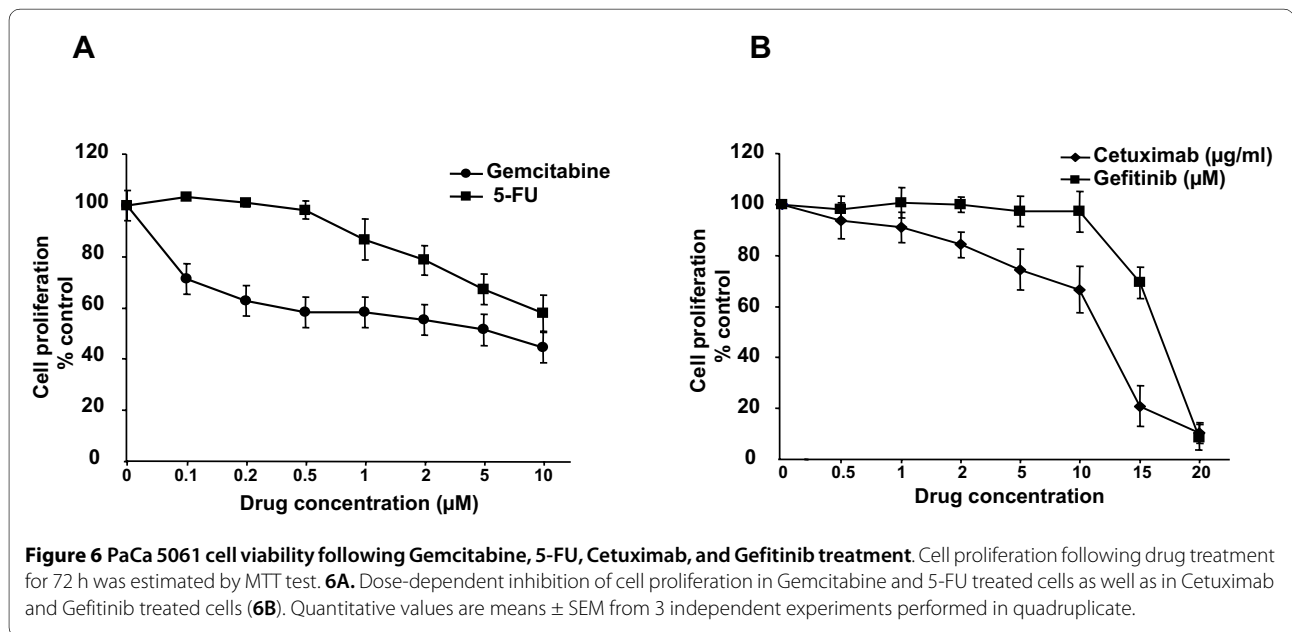 A
B
120
100
80
60
40
20
0
Cell proliferation
% control
Gemcitabine
5-FU
0 0.1 0.2 0.5 1 2 5 10
Drug concentration (µM)
120
100
80
60
40
20
0
Cell proliferation
% control
Cetuximab (µg/ml)
Gefitinib (µM)
0 0.5 1 2 5 10 15 20
Drug concentration
Figure 6 PaCa 5061 cell viability following Gemcitabine, 5-FU, Cetuximab, and Gefitinib treatment. Cell proliferation following drug treatment
for 72 h was estimated by MTT test. 6A. Dose-dependent inhibition of cell proliferation in Gemcitabine and 5-FU treated cells as well as in Cetuximab
and Gefitinib treated cells (6B). Quantitative values are means ± SEM from 3 independent experiments performed in quadruplicate.